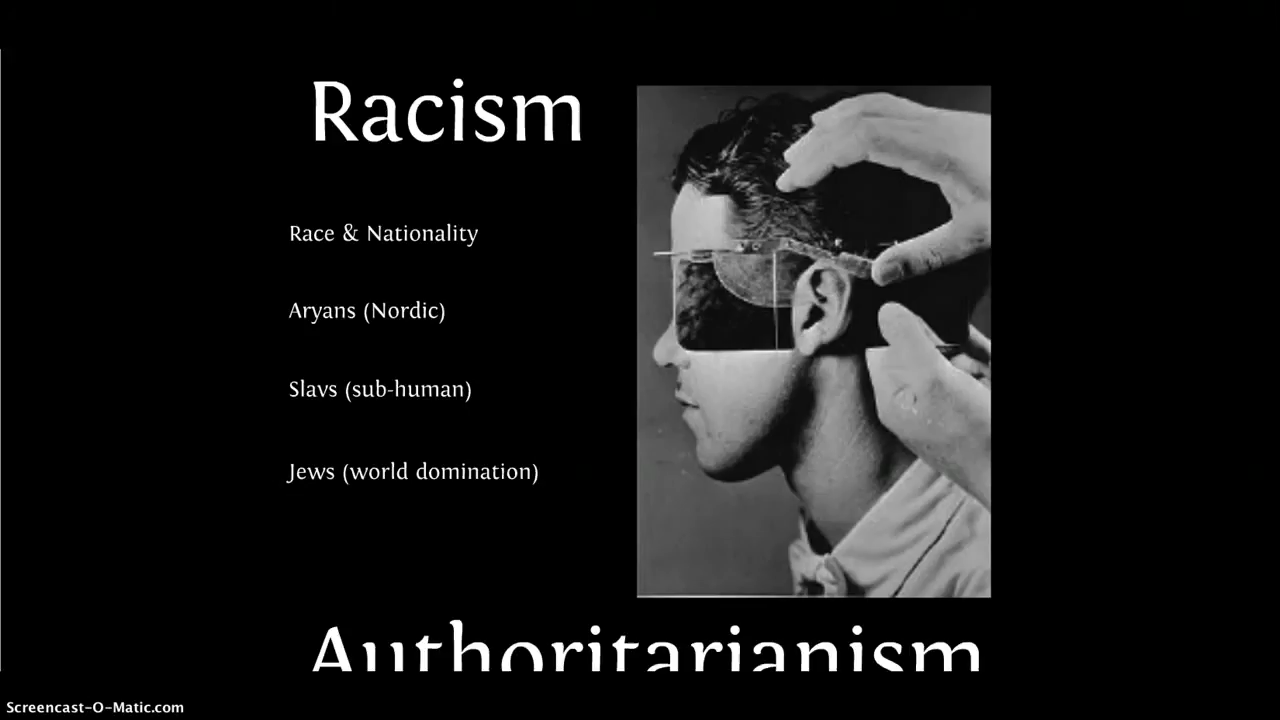 Racism
Race & Nationality
Aryans (Nordic)
Slavs (sub-human)
Jews (world domination)
Authoritarianism
Screencast-O-Matic.com